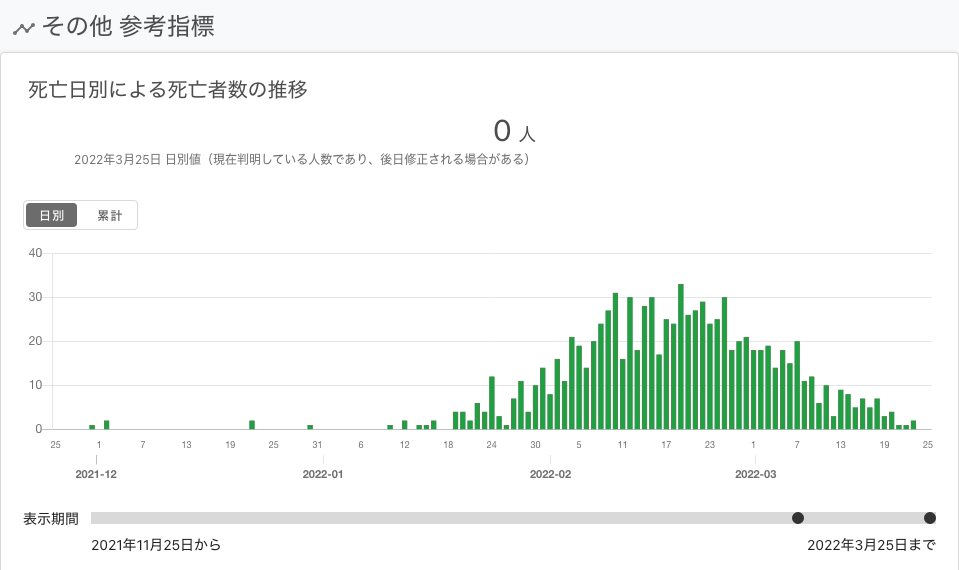 その他 参考指標
死亡日別による死亡者数の推移
0 人
2022年3月25日 日別値（現在判明している人数であり、後日修正される場合がある）
日別 累計
40
30
20
10
0
25 1 7 13 19 25 31 6 12 18 24 30 5 11 17 23 1 7 13 19 25
2021-12 2022-01 2022-02 2022-03
表示期間
2021年11月25日から 2022年3月25日まで